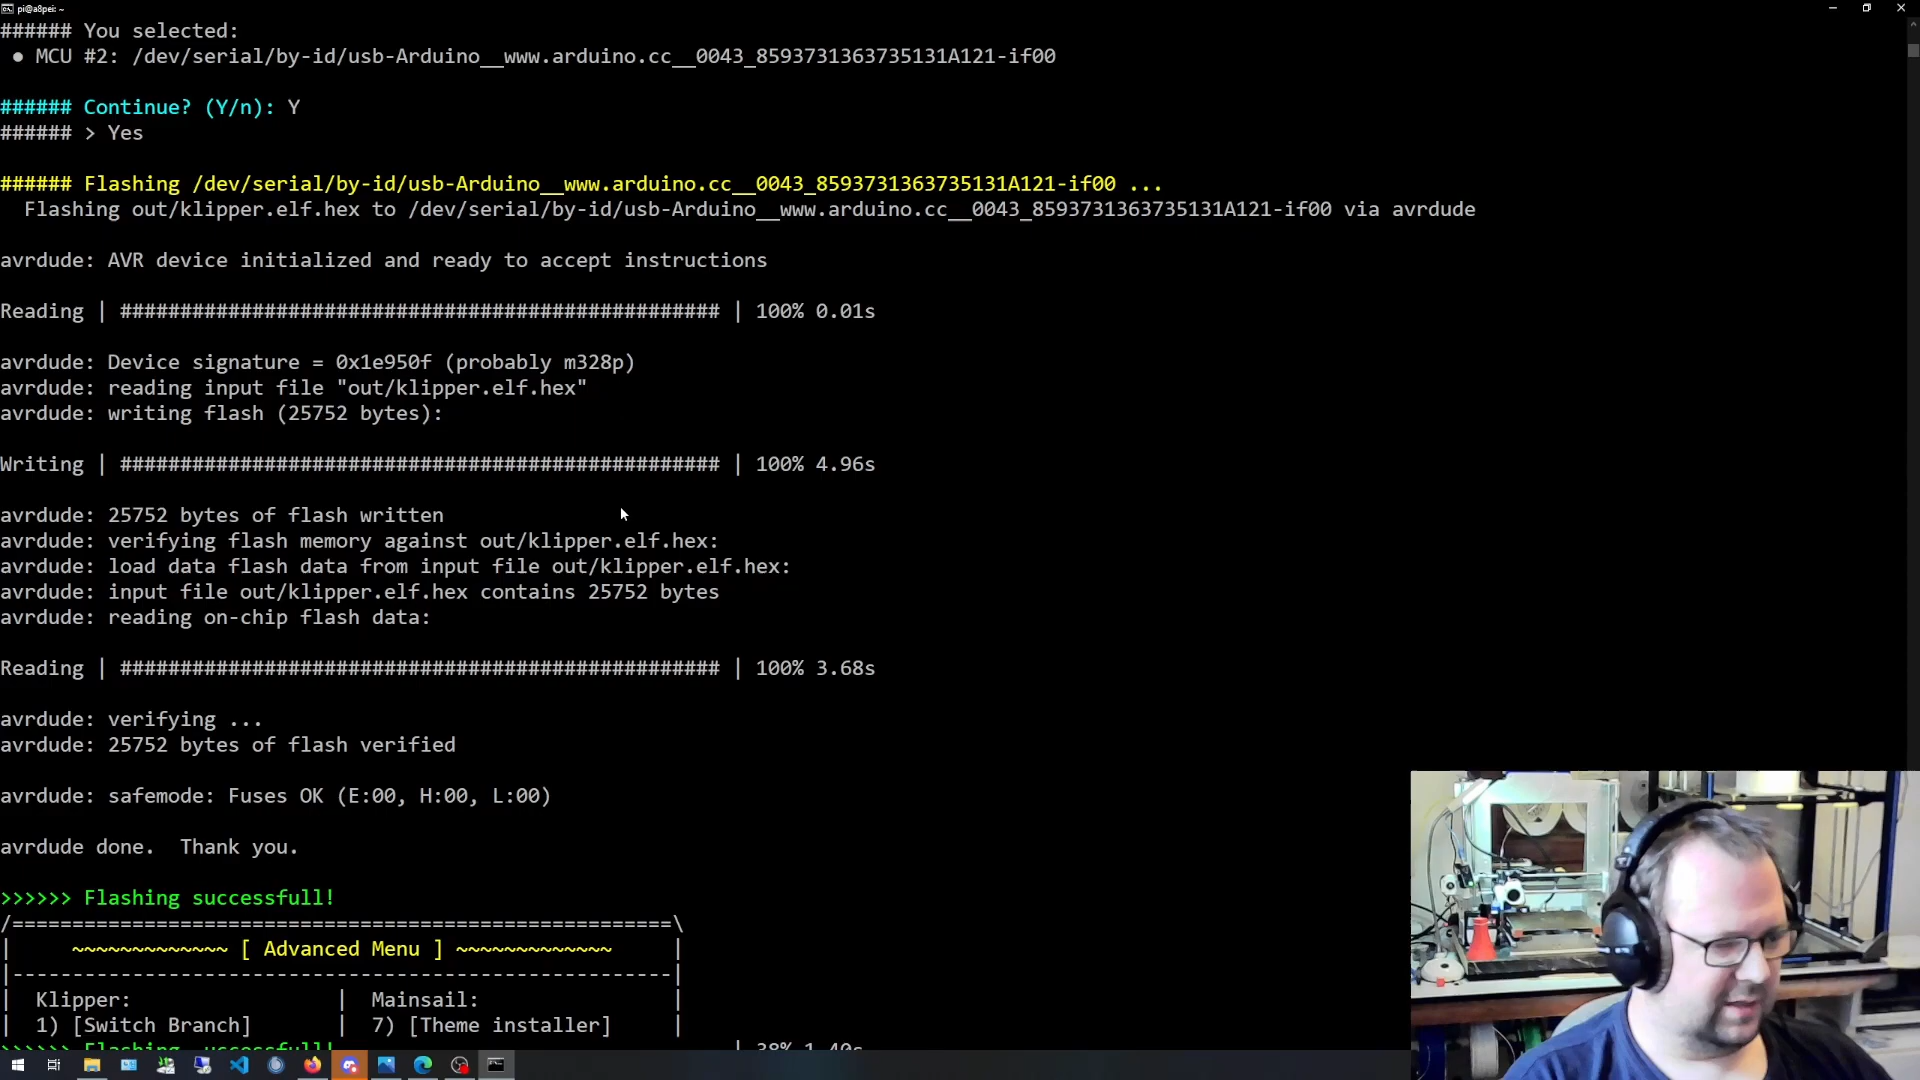 pi@a8pei: ~
###### You selected:
● MCU #2: /dev/serial/by-id/usb-Arduino__www.arduino.cc__0043_8593731363735131A121-if00
###### Continue? (Y/n): Y
###### > Yes
###### Flashing /dev/serial/by-id/usb-Arduino__www.arduino.cc__0043_8593731363735131A121-if00 ...
Flashing out/klipper.elf.hex to /dev/serial/by-id/usb-Arduino__www.arduino.cc__0043_8593731363735131A121-if00 via avrdude
avrdude: AVR device initialized and ready to accept instructions
Reading | ################################################## | 100% 0.01s
avrdude: Device signature = 0x1e950f (probably m328p)
avrdude: reading input file "out/klipper.elf.hex"
avrdude: writing flash (25752 bytes):
Writing | ################################################## | 100% 4.96s
avrdude: 25752 bytes of flash written
avrdude: verifying flash memory against out/klipper.elf.hex:
avrdude: load data flash data from input file out/klipper.elf.hex:
avrdude: input file out/klipper.elf.hex contains 25752 bytes
avrdude: reading on-chip flash data:
Reading | ################################################## | 100% 3.68s
avrdude: verifying ...
avrdude: 25752 bytes of flash verified
avrdude: safemode: Fuses OK (E:00, H:00, L:00)
avrdude done.  Thank you.
>>>>>> Flashing successfull!
/=======================================================\
|     ~~~~~~~~~~~~~ [ Advanced Menu ] ~~~~~~~~~~~~~     |
|-------------------------------------------------------|
|  Klipper:                 |  Mainsail:                |
|  1) [Switch Branch]       |  7) [Theme installer]     |
>>>>>> Flashing successfull! | 38% 1.40s